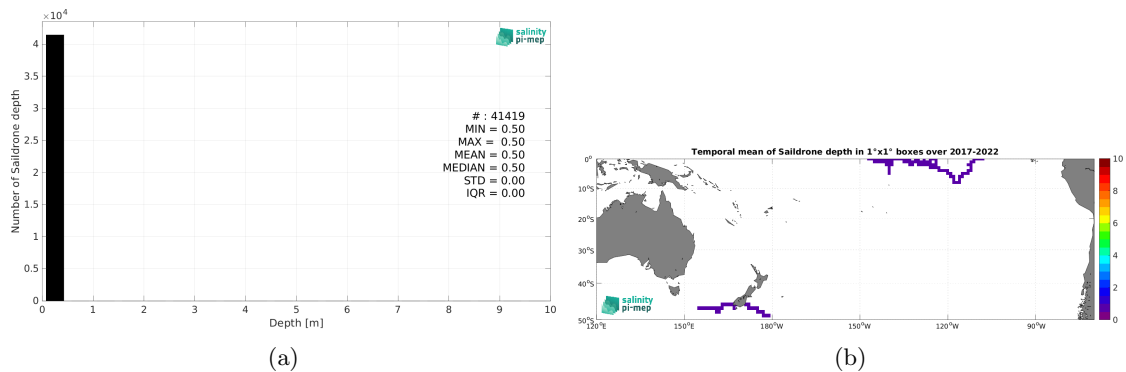 ×10⁴
4
3.5
3
2.5
2
1.5
1
0.5
0
Number of Saildrone depth
0 1 2 3 4 5 6 7 8 9 10
Depth [m]
salinity
pi-mep
# : 41419
MIN = 0.50
MAX = 0.50
MEAN = 0.50
MEDIAN = 0.50
STD = 0.00
IQR = 0.00
(a)
Temporal mean of Saildrone depth in 1°x1° boxes over 2017-2022
0°
10°S
20°S
30°S
40°S
50°S
120°E 150°E 180°W 150°W 120°W 90°W
salinity
pi-mep
10
8
6
4
2
0
(b)